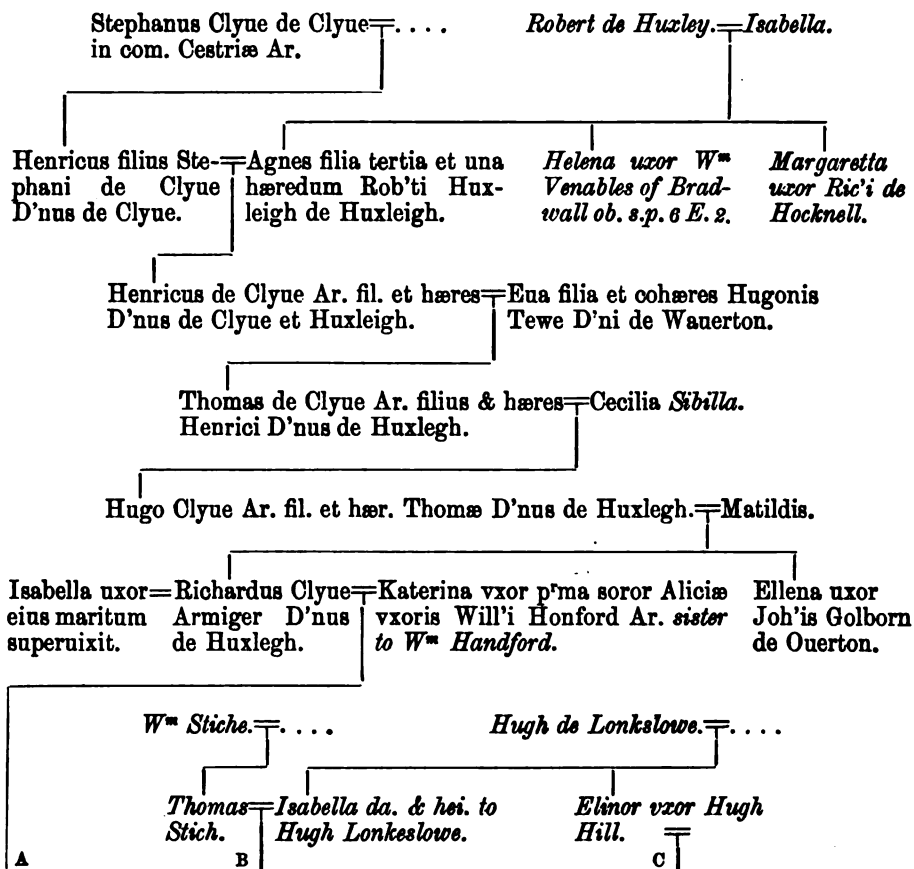 Stephanus Clyue de Clyue=. . . .
in com. Cestriæ Ar.
Robert de Huxley.=Isabella.
Henricus filius Ste-
phani de Clyue
D'nus de Clyue.
=Agnes filia tertia et una
hæredum Rob'ti Hux-
leigh de Huxleigh.
Helena uxor Wm
Venables of Brad-
wall ob. s.p. 6 E. 2.
Margaretta
uxor Ric'i de
Hocknell.
Henricus de Clyue Ar. fil. et hæres=Eua filia et cohæres Hugonis
D'nus de Clyue et Huxleigh. Tewe D'ni de Wauerton.
Thomas de Clyue Ar. filius & hæres=Cecilia Sibilla.
Henrici D'nus de Huxlegh.
Hugo Clyue Ar. fil. et hær. Thomæ D'nus de Huxlegh.=Matildis.
Isabella uxor=
eius maritum
superuixit.
Richardus Clyue=
Armiger D'nus
de Huxlegh.
Katerina vxor prma soror Aliciæ
vxoris Will'i Honford Ar. sister
to Wm Handford.
Ellena uxor
Joh'is Golborn
de Ouerton.
Wm Stiche.=. . . .
Hugh de Lonkslowe.=. . . .
Thomas=
Stich.
Isabella da. & hei. to
Hugh Lonkeslowe.
Elinor vxor Hugh
Hill. =
A
B
C